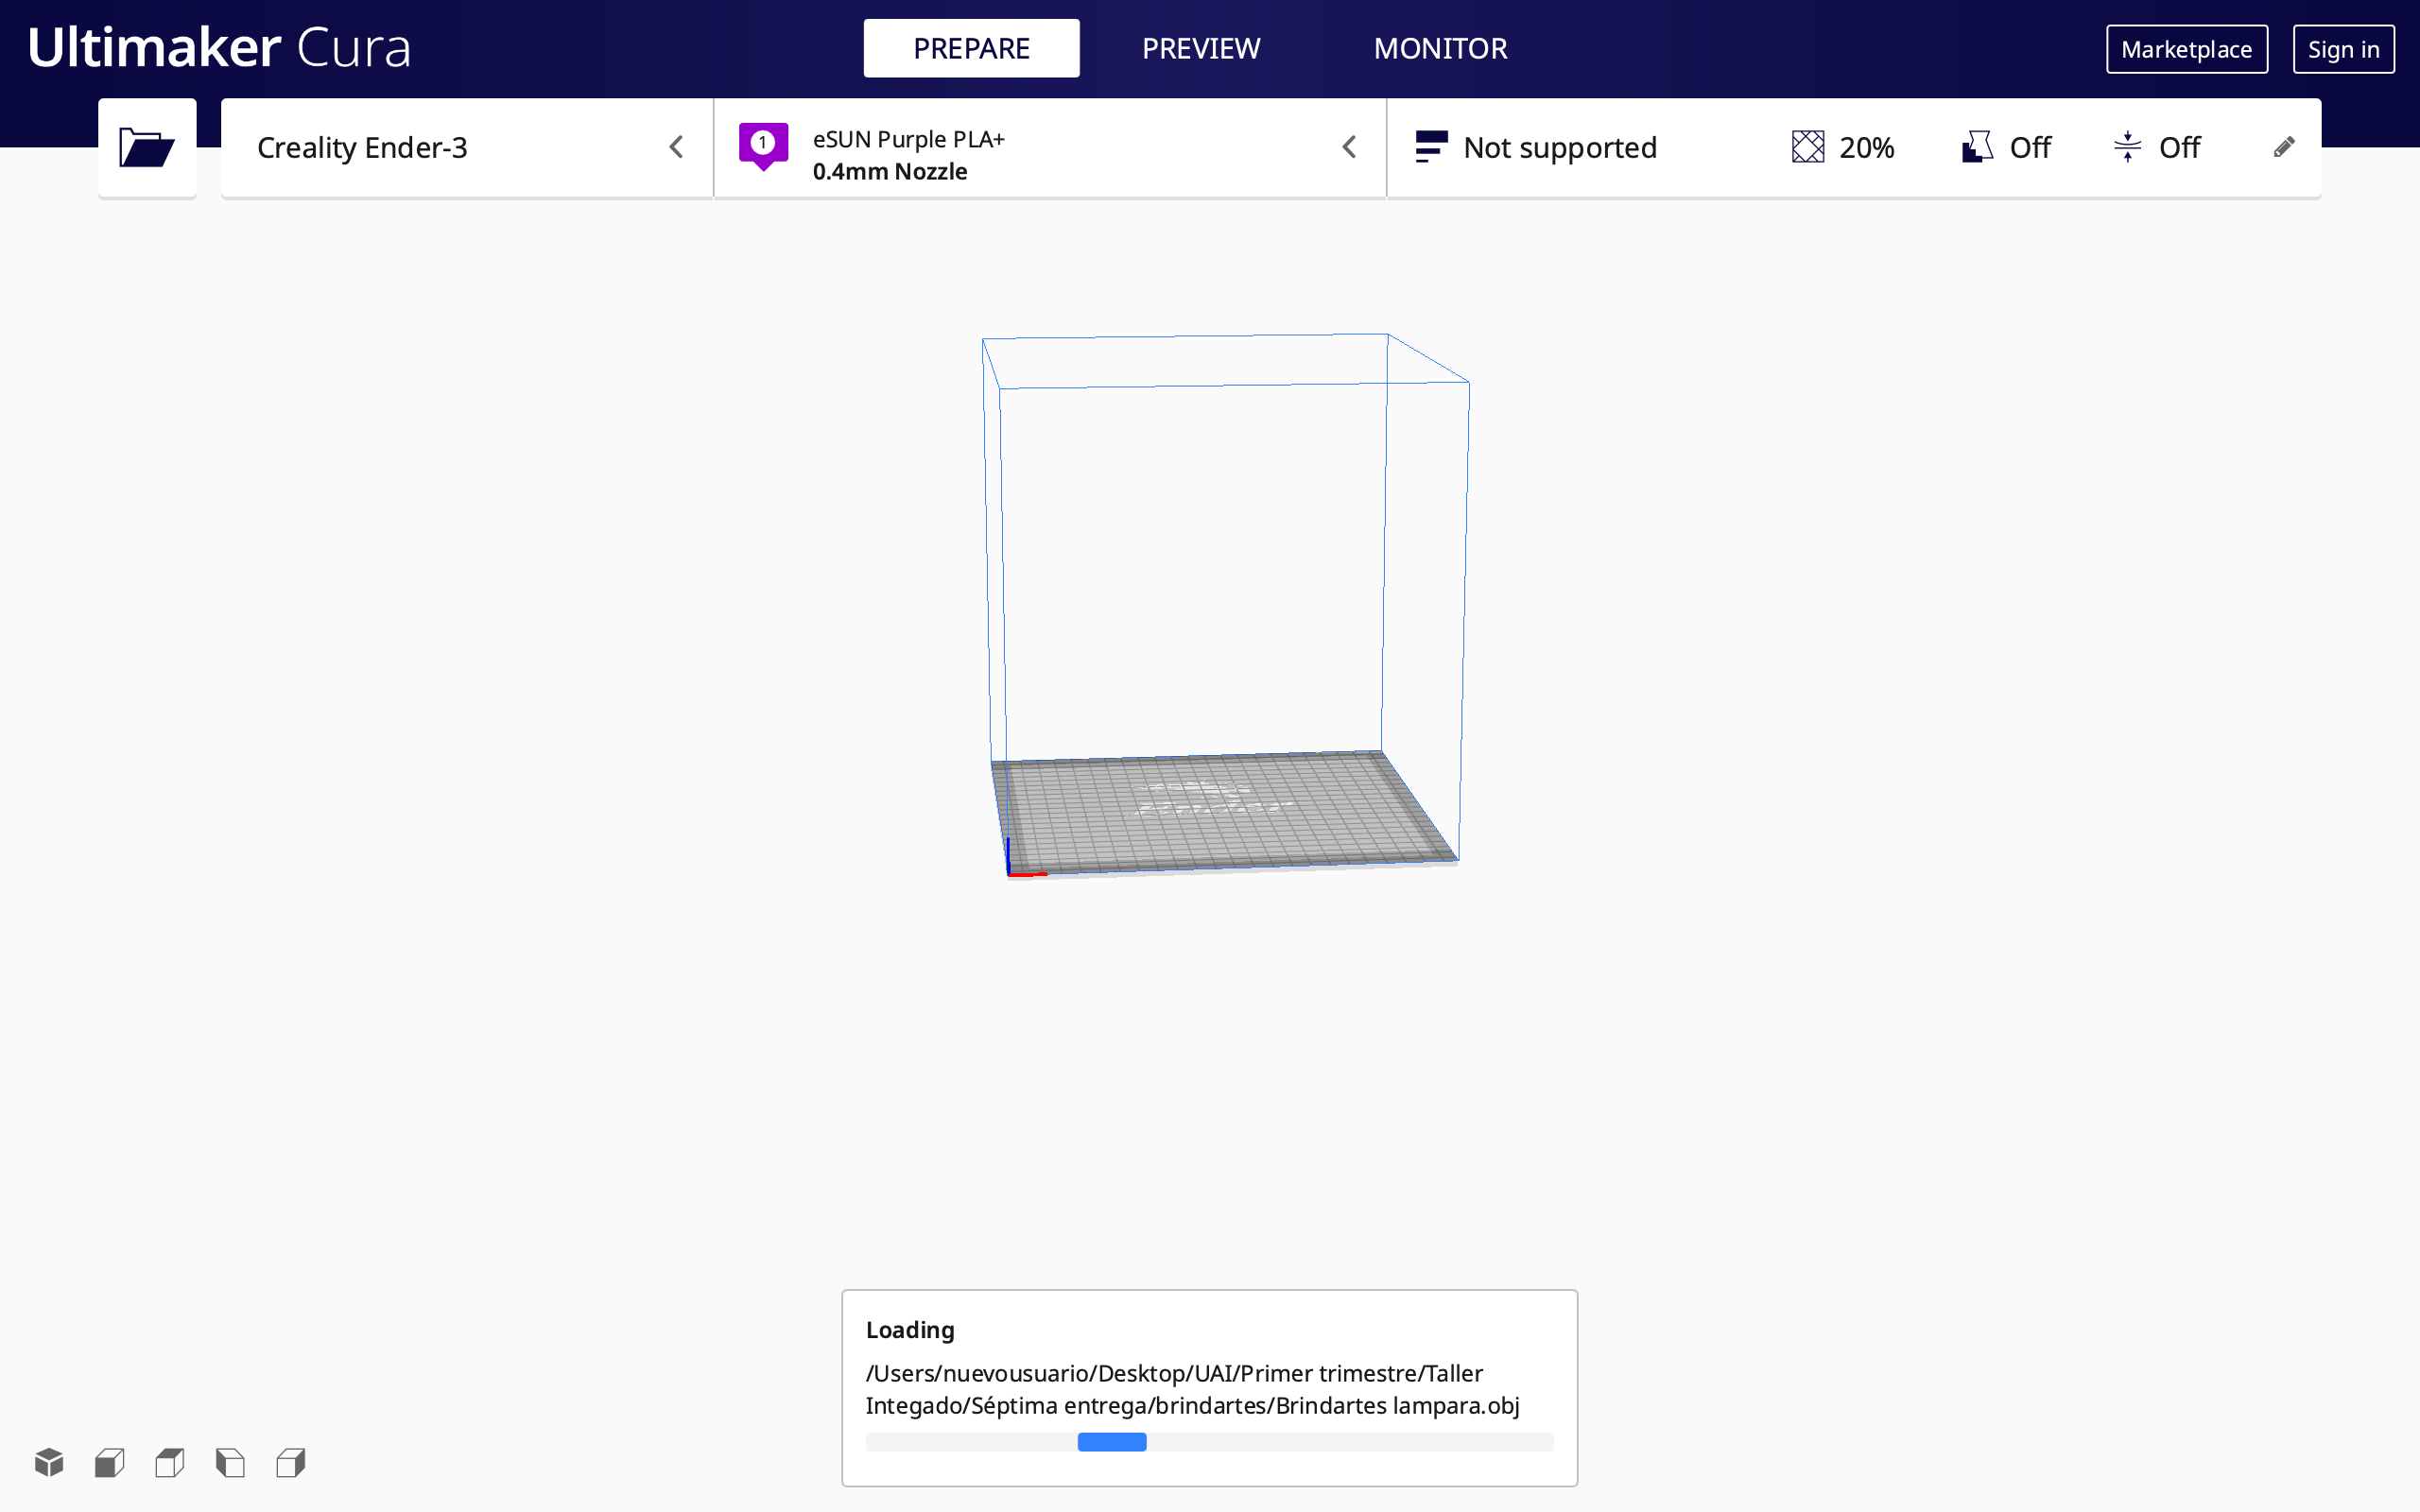 Ultimaker Cura
PREPARE
PREVIEW
MONITOR
Marketplace
Sign in
Creality Ender-3
1
eSUN Purple PLA+
0.4mm Nozzle
Not supported
20%
Off
Off
Loading
/Users/nuevousuario/Desktop/UAI/Primer trimestre/Taller
Integado/Séptima entrega/brindartes/Brindartes lampara.obj